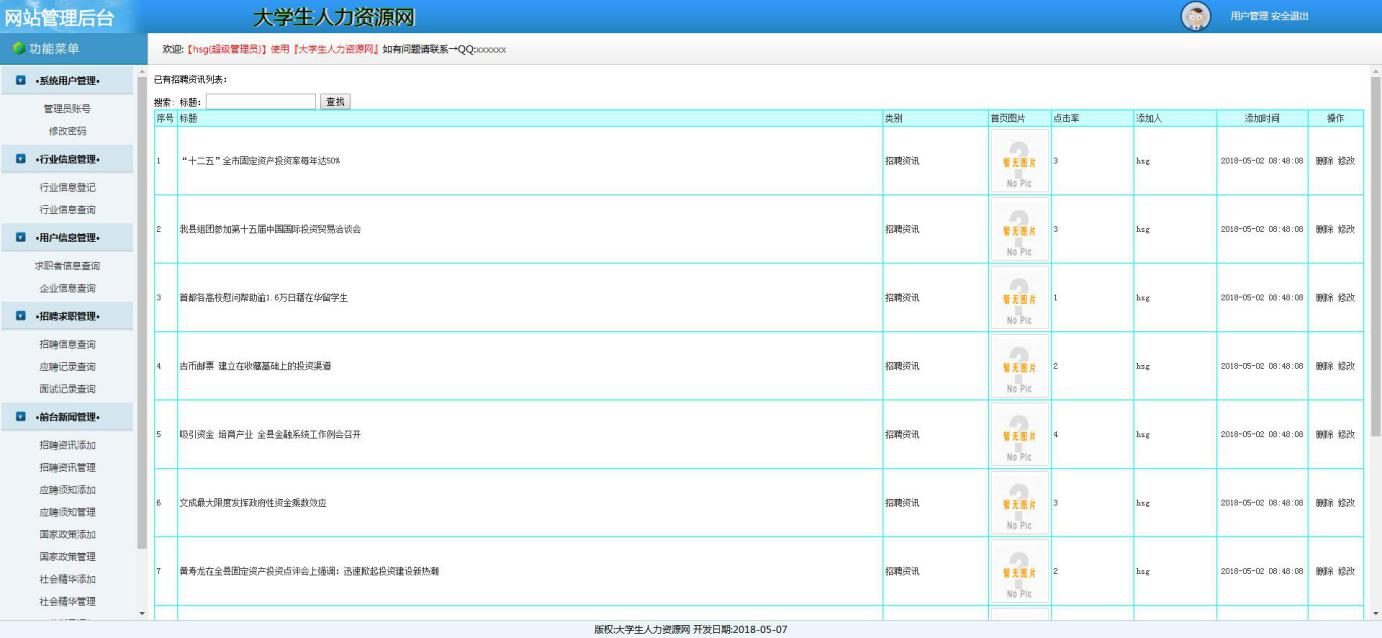 网站管理后台
大学生人力资源网
用户管理 安全退出
功能菜单
欢迎:【hsg(超级管理员)】使用『大学生人力资源网』如有问题请联系→QQ:xxxxxx
·系统用户管理·
管理员账号
修改密码
·行业信息管理·
行业信息登记
行业信息查询
·用户信息管理·
求职者信息查询
企业信息查询
·招聘求职管理·
招聘信息查询
应聘记录查询
面试记录查询
·前台新闻管理·
招聘资讯添加
招聘资讯管理
应聘须知添加
应聘须知管理
国家政策添加
国家政策管理
社会精华添加
社会精华管理
已有招聘资讯列表:
搜索: 标题: 查找
序号 标题 类别 首页图片 点击率 添加人 添加时间 操作
1 “十二五”全市固定资产投资率每年达50% 招聘资讯 暂无图片 No Pic 3 hsg 2018-05-02 08:48:08 删除 修改
2 我县组团参加第十五届中国国际投资贸易洽谈会 招聘资讯 暂无图片 No Pic 3 hsg 2018-05-02 08:48:08 删除 修改
3 首都各高校慰问帮助逾1.6万日籍在华留学生 招聘资讯 暂无图片 No Pic 1 hsg 2018-05-02 08:48:08 删除 修改
4 古币邮票 建立在收藏基础上的投资渠道 招聘资讯 暂无图片 No Pic 2 hsg 2018-05-02 08:48:08 删除 修改
5 吸引资金 培育产业 全县金融系统工作例会召开 招聘资讯 暂无图片 No Pic 4 hsg 2018-05-02 08:48:08 删除 修改
6 文成最大限度发挥政府性资金乘数效应 招聘资讯 暂无图片 No Pic 3 hsg 2018-05-02 08:48:08 删除 修改
7 黄寿龙在全县固定资产投资点评会上强调：迅速掀起投资建设新热潮 招聘资讯 暂无图片 No Pic 2 hsg 2018-05-02 08:48:08 删除 修改
版权:大学生人力资源网 开发日期:2018-05-07